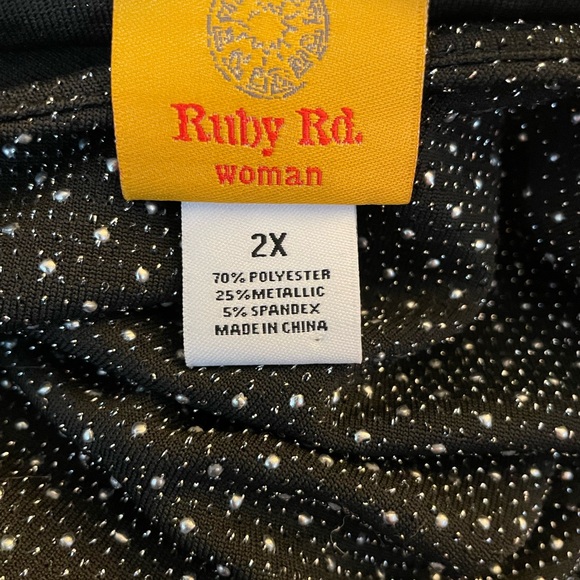 Ruby Rd.
woman
2X
70% POLYESTER
25% METALLIC
5% SPANDEX
MADE IN CHINA